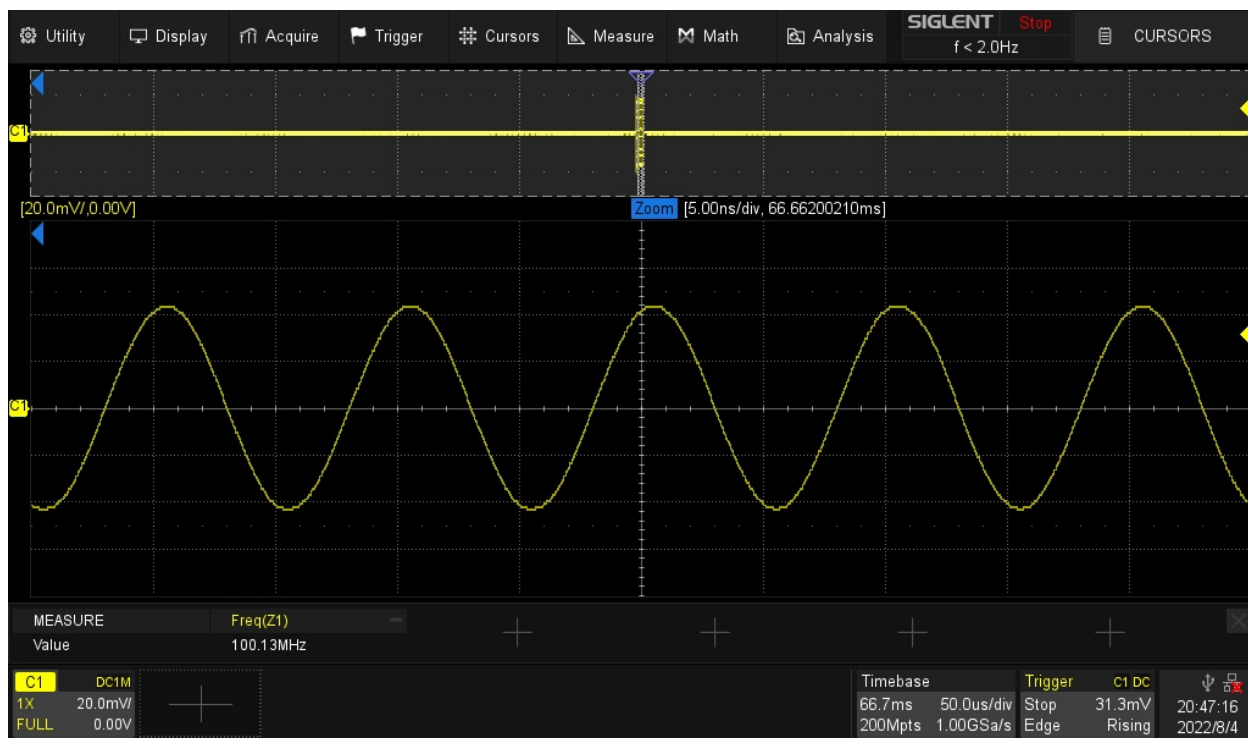 Utility Display Acquire Trigger Cursors Measure Math Analysis SIGLENT Stop CURSORS
f < 2.0Hz
C1
[20.0mV/,0.00V] Zoom [5.00ns/div, 66.66200210ms]
C1
MEASURE Freq(Z1)
Value 100.13MHz
C1 DC1M Timebase Trigger C1 DC
1X 20.0mV/ 66.7ms 50.0us/div Stop 31.3mV 20:47:16
FULL 0.00V 200Mpts 1.00GSa/s Edge Rising 2022/8/4